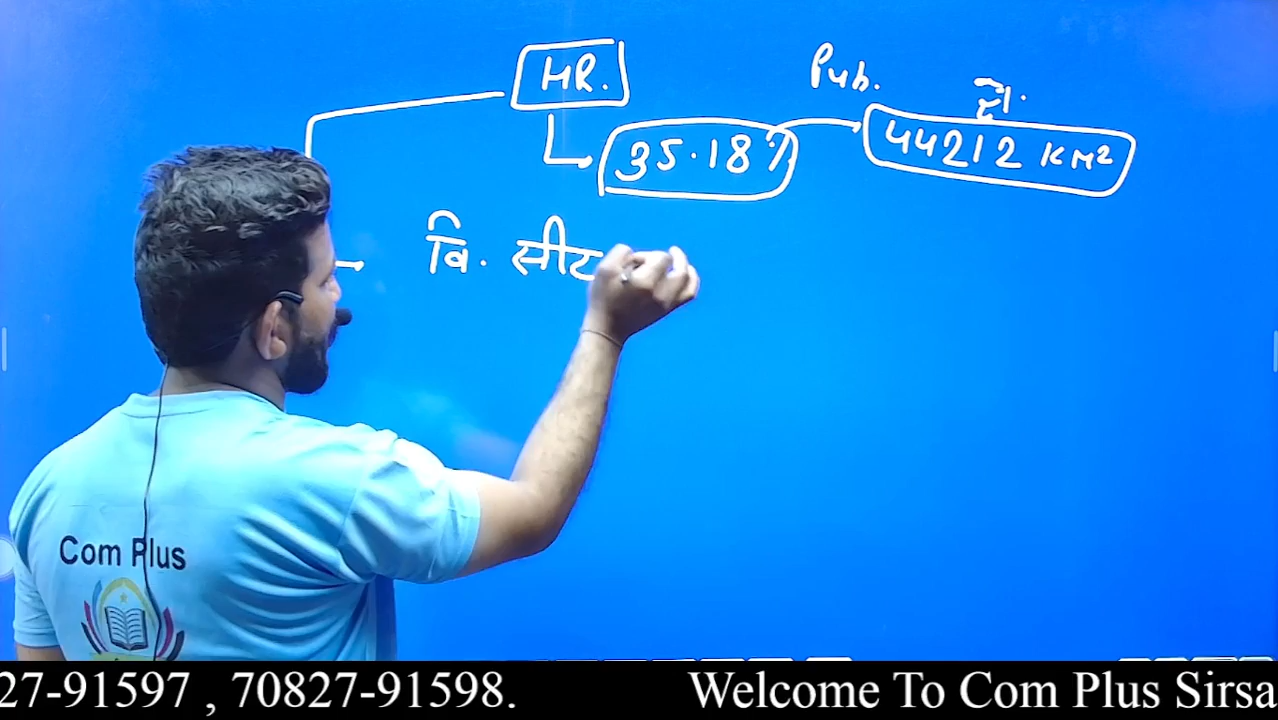 HR.
Pub.
क्षे.
35.18%
44212 KM²
वि. सीट
Com Plus
27-91597 , 70827-91598. Welcome To Com Plus Sirsa